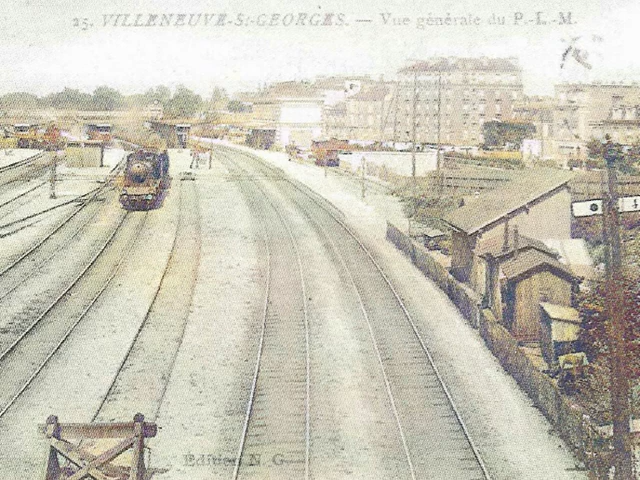 25. VILLENEUVE-St-GEORGES. — Vue générale du P.-L.-M.
Edition N G